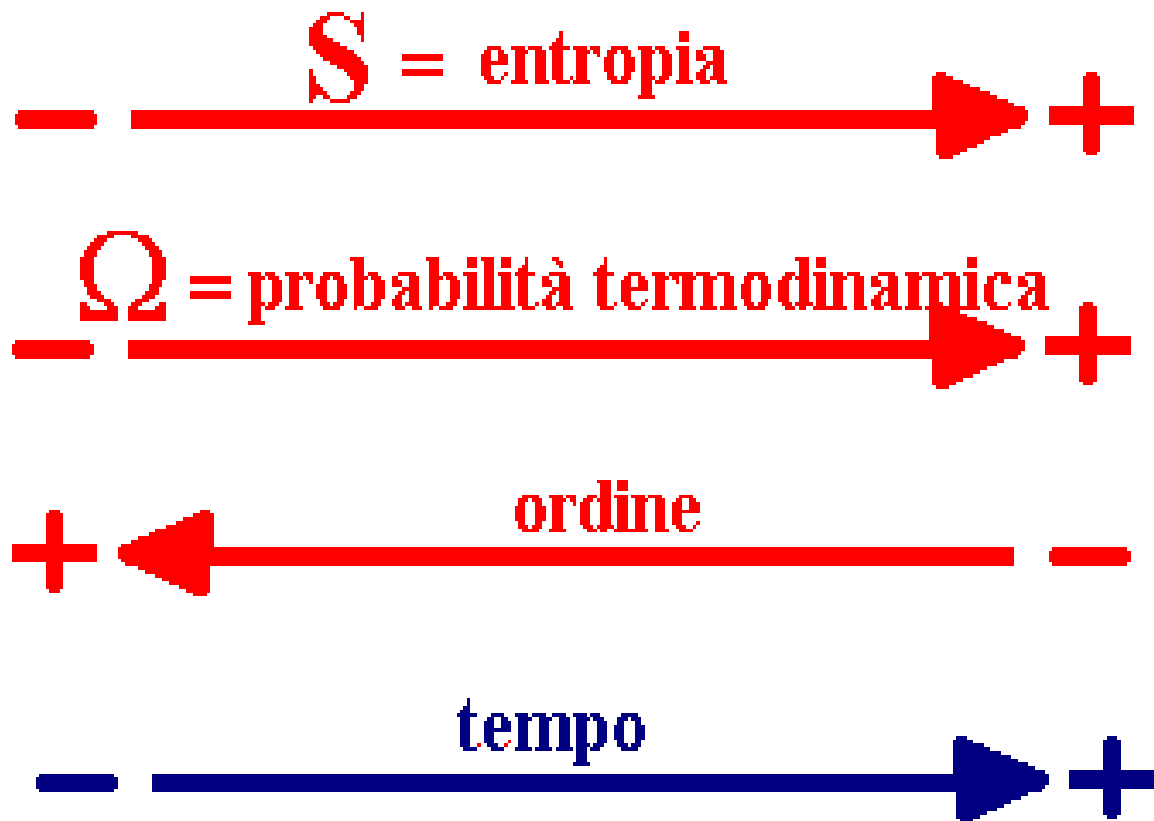 S = entropia
- +
Ω = probabilità termodinamica
- +
ordine
+ -
tempo
- +